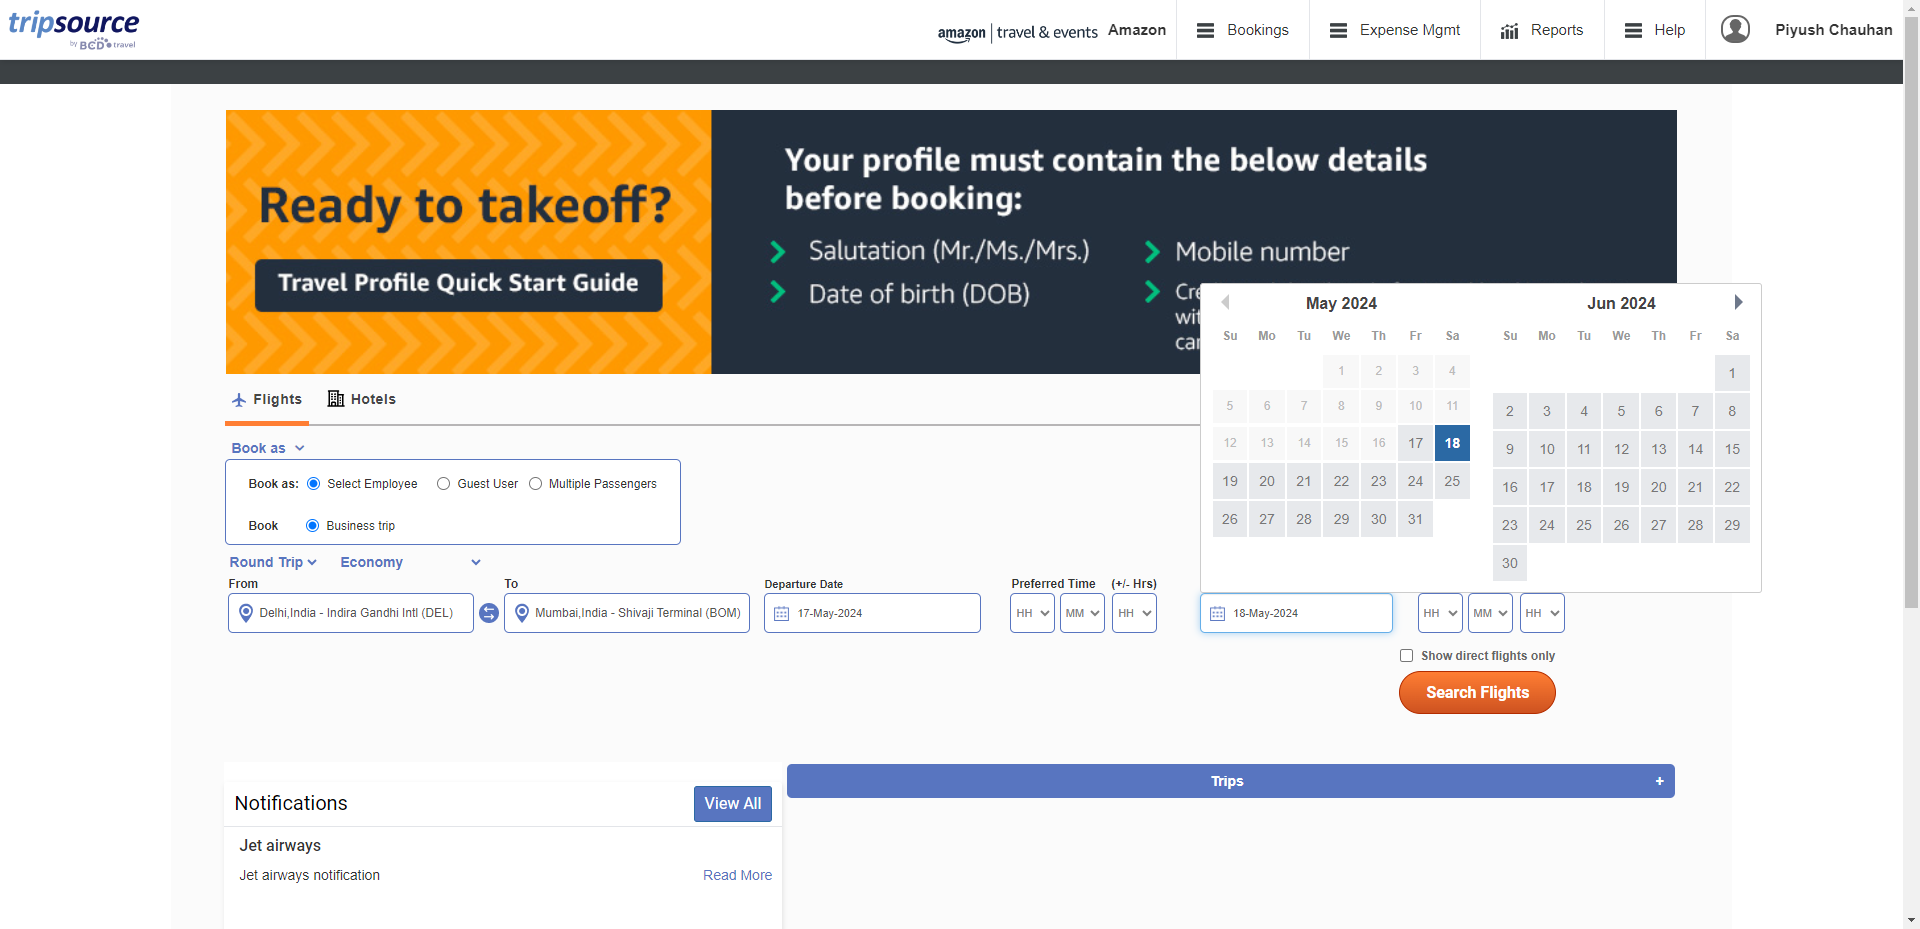 tripsource
by BCD travel
amazon | travel & events
Amazon
Bookings
Expense Mgmt
Reports
Help
Piyush Chauhan
Ready to takeoff?
Travel Profile Quick Start Guide
Your profile must contain the below details
before booking:
Salutation (Mr./Ms./Mrs.)
Mobile number
Date of birth (DOB)
May 2024
Jun 2024
Su Mo Tu We Th Fr Sa
1 2 3 4
5 6 7 8 9 10 11
12 13 14 15 16 17 18
19 20 21 22 23 24 25
26 27 28 29 30 31
Su Mo Tu We Th Fr Sa
1
2 3 4 5 6 7 8
9 10 11 12 13 14 15
16 17 18 19 20 21 22
23 24 25 26 27 28 29
30
Flights
Hotels
Book as
Book as: Select Employee Guest User Multiple Passengers
Book Business trip
Round Trip Economy
From
To
Departure Date
Preferred Time (+/- Hrs)
Delhi,India - Indira Gandhi Intl (DEL)
Mumbai,India - Shivaji Terminal (BOM)
17-May-2024
HH MM HH
18-May-2024
HH MM HH
Show direct flights only
Search Flights
Trips +
Notifications
View All
Jet airways
Jet airways notification
Read More